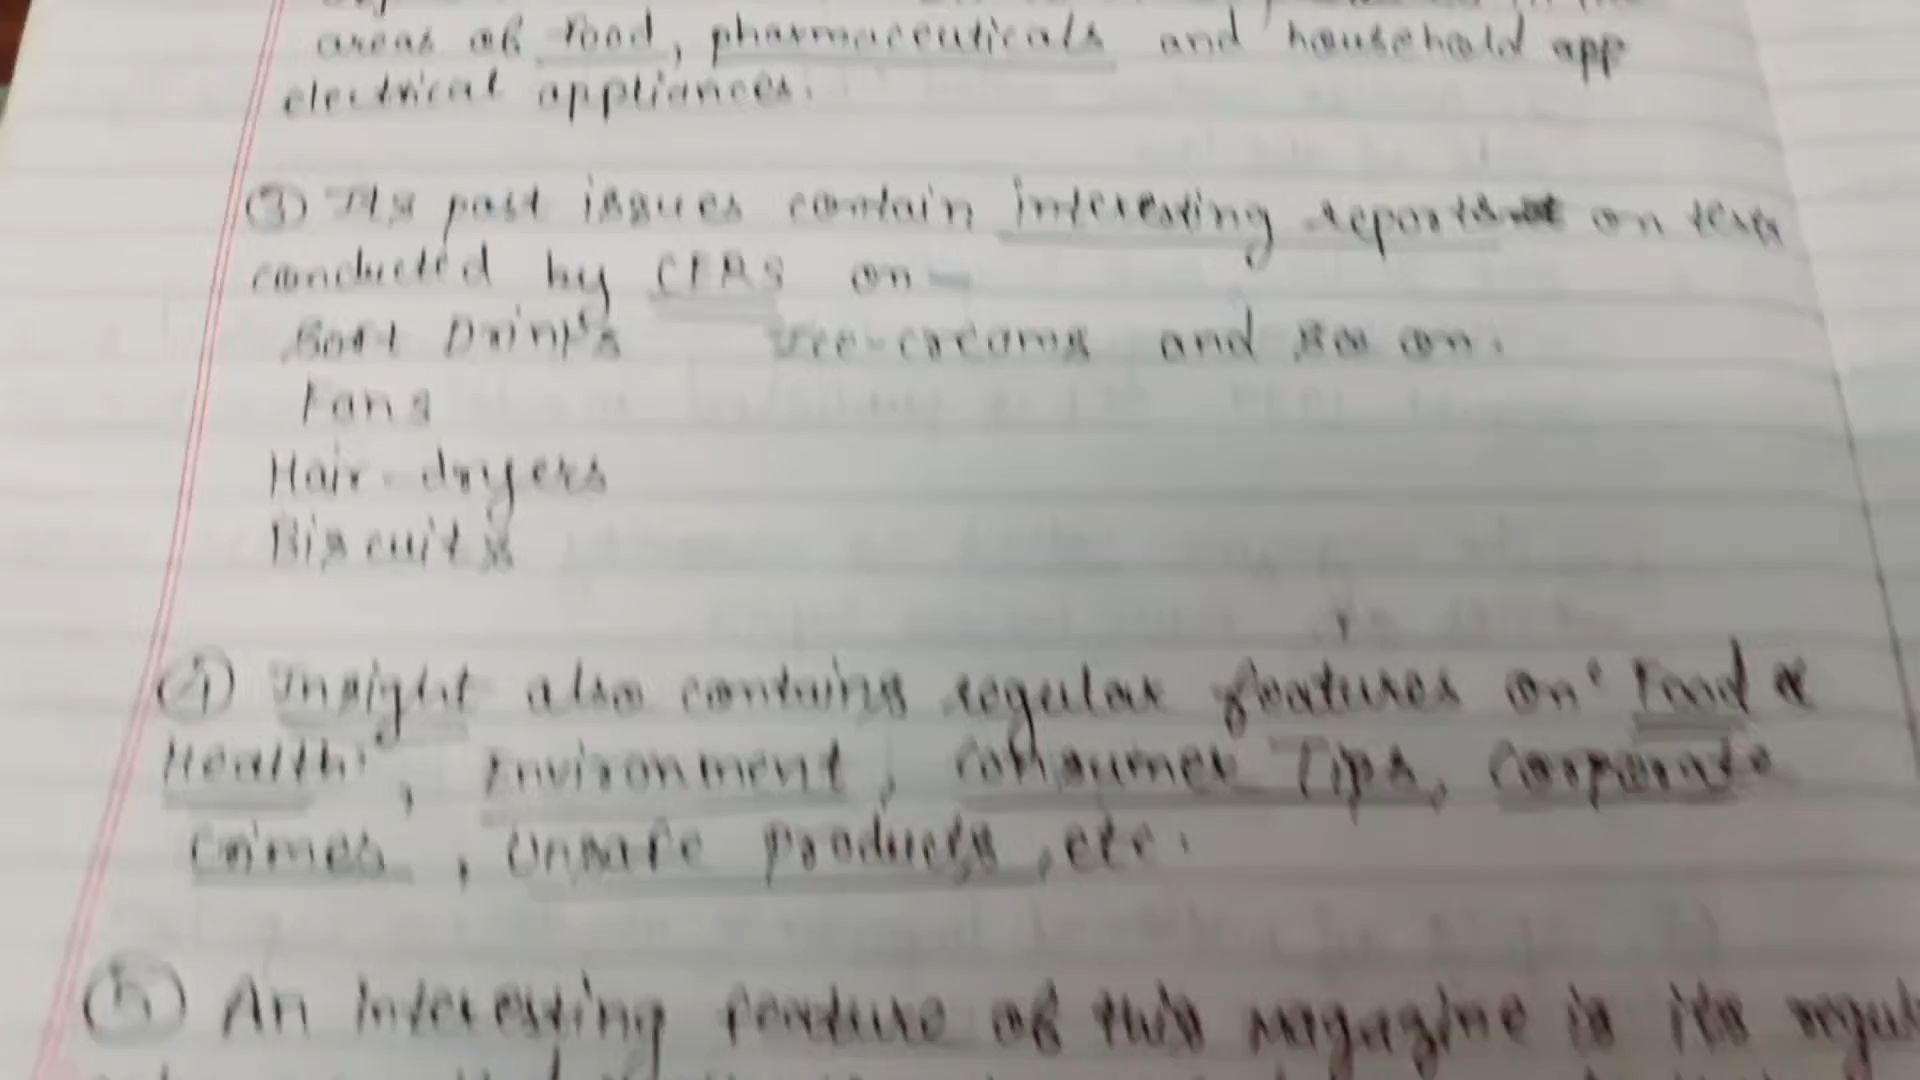 areas of food, pharmaceuticals and household app
electrical appliances.
③ Its past issues contain interesting reports on tests
conducted by CERS on -
Soft Drinks Ice-creams and so on.
Fans
Hair-dryers
Biscuits
④ Insight also contains regular features on 'Food &
Health', Environment, Consumer Tips, Corporate
Crimes, Unsafe products, etc.
⑤ An interesting feature of this magazine is its regul